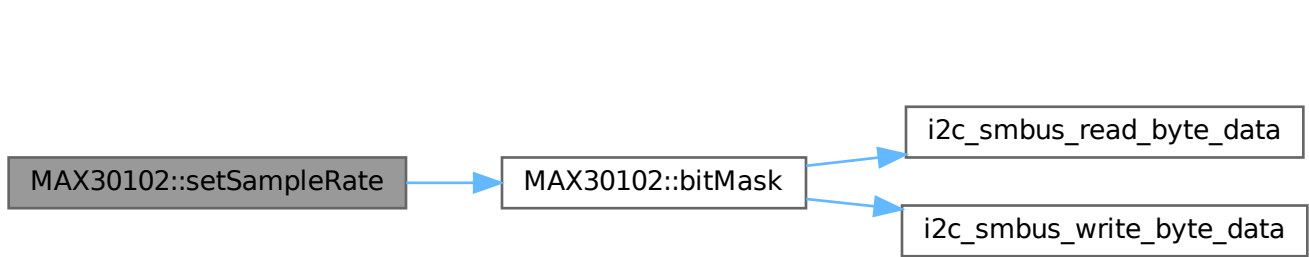 MAX30102::setSampleRate
MAX30102::bitMask
i2c_smbus_read_byte_data
i2c_smbus_write_byte_data